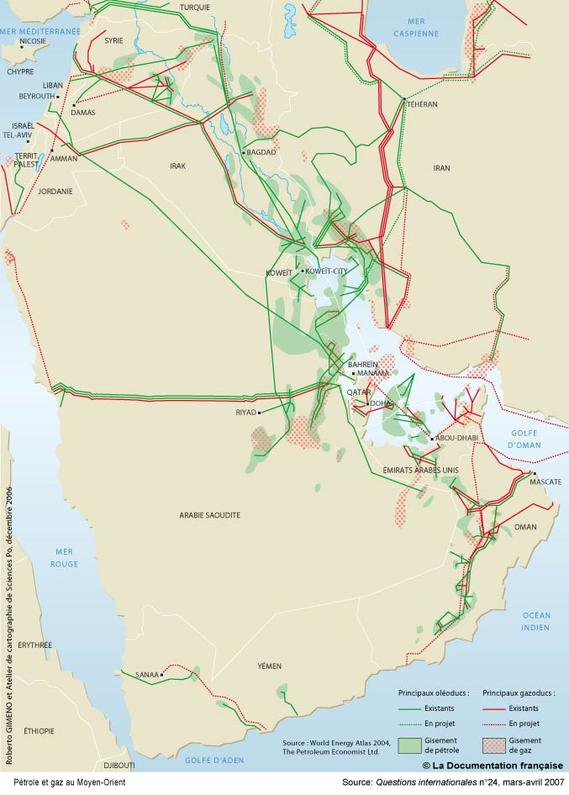 TURQUIE
MER
CASPIENNE
MER MÉDITERRANÉE
NICOSIE
SYRIE
CHYPRE
LIBAN
BEYROUTH
DAMAS
TÉHÉRAN
ISRAËL
TEL-AVIV
TERRIT.
PALEST.
AMMAN
BAGDAD
IRAK
IRAN
JORDANIE
KOWEÏT
KOWEÏT-CITY
BAHREÏN
MANAMA
QATAR
DOHA
RIYAD
ABOU-DHABI
GOLFE
D'OMAN
ÉMIRATS ARABES UNIS
MASCATE
ARABIE SAOUDITE
OMAN
MER
ROUGE
OCÉAN
INDIEN
ÉRYTHRÉE
YÉMEN
SANAA
ÉTHIOPIE
DJIBOUTI
GOLFE D'ADEN
Roberto GIMENO et Atelier de cartographie de Sciences Po, décembre 2006
Principaux oléoducs :
Existants
En projet
Gisement
de pétrole
Principaux gazoducs :
Existants
En projet
Gisement
de gaz
Source : World Energy Atlas 2004,
The Petroleum Economist Ltd.
© La Documentation française
Pétrole et gaz au Moyen-Orient
Source: Questions internationales n°24, mars-avril 2007